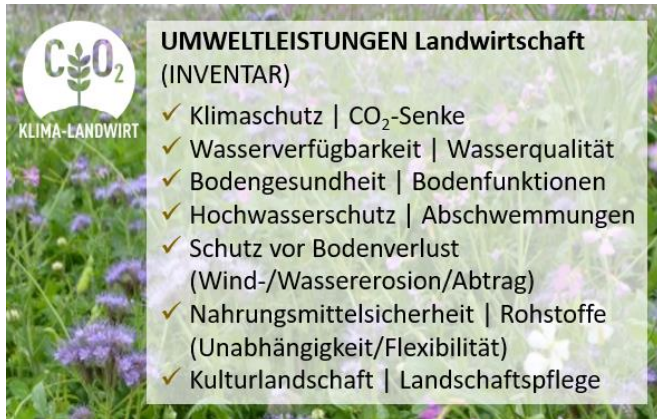 CO2
KLIMA-LANDWIRT
UMWELTLEISTUNGEN Landwirtschaft
(INVENTAR)
✓ Klimaschutz | CO₂-Senke
✓ Wasserverfügbarkeit | Wasserqualität
✓ Bodengesundheit | Bodenfunktionen
✓ Hochwasserschutz | Abschwemmungen
✓ Schutz vor Bodenverlust
(Wind-/Wassererosion/Abtrag)
✓ Nahrungsmittelsicherheit | Rohstoffe
(Unabhängigkeit/Flexibilität)
✓ Kulturlandschaft | Landschaftspflege